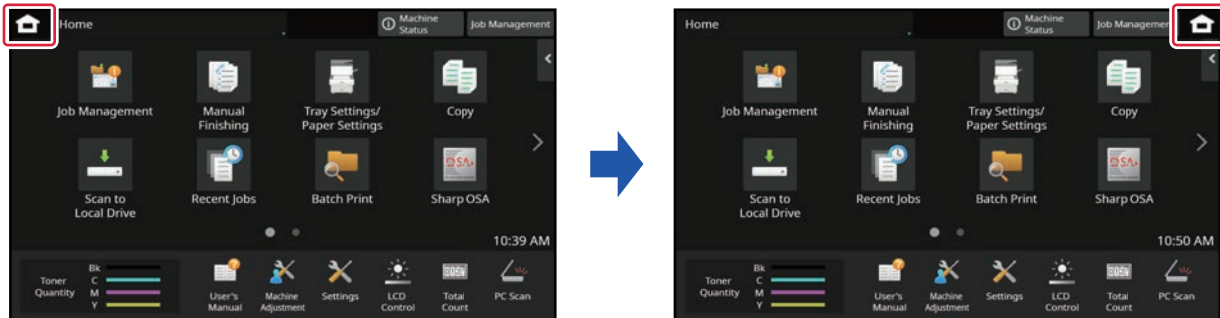 Home
Machine
Status
Job Management
Job Management
Manual
Finishing
Tray Settings/
Paper Settings
Copy
Scan to
Local Drive
Recent Jobs
Batch Print
OSA
Sharp OSA
10:39 AM
Toner
Quantity
Bk
C
M
Y
User's
Manual
Machine
Adjustment
Settings
LCD
Control
Total
Count
PC Scan
Home
Machine
Status
Job Managemen
Job Management
Manual
Finishing
Tray Settings/
Paper Settings
Copy
Scan to
Local Drive
Recent Jobs
Batch Print
OSA
Sharp OSA
10:50 AM
Toner
Quantity
Bk
C
M
Y
User's
Manual
Machine
Adjustment
Settings
LCD
Control
Total
Count
PC Scan